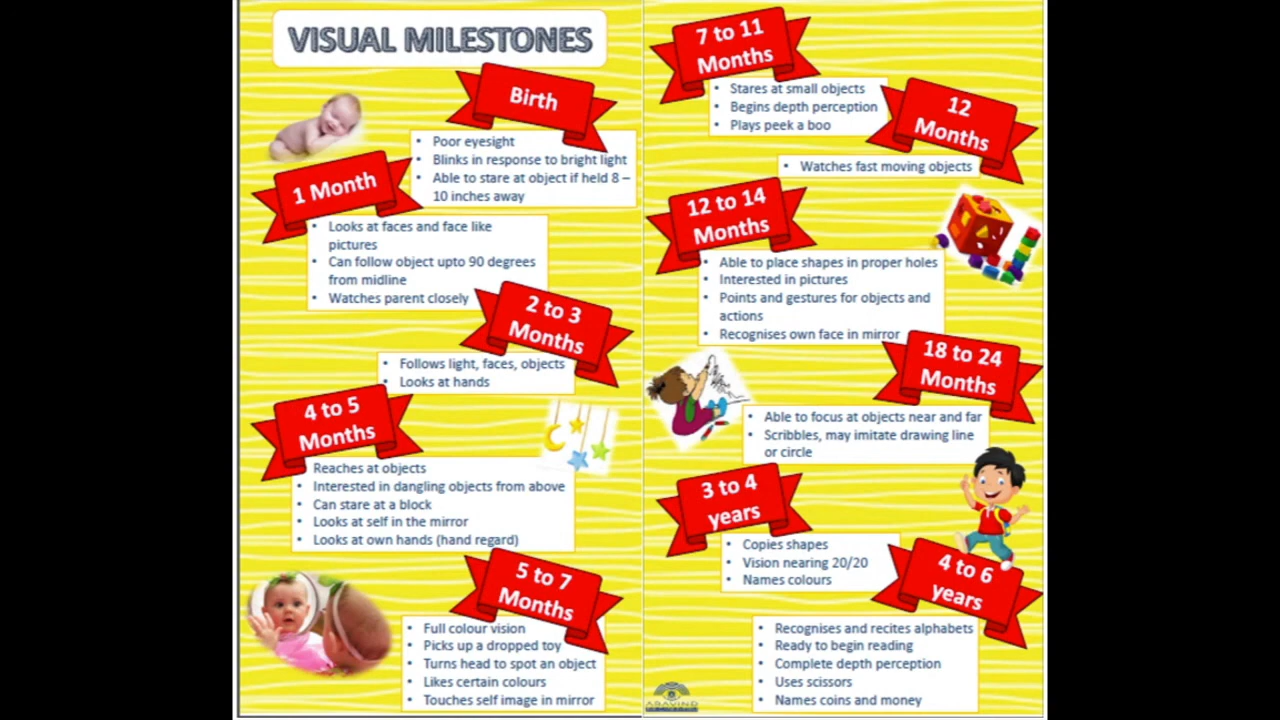 VISUAL MILESTONES
Birth
• Poor eyesight
• Blinks in response to bright light
• Able to stare at object if held 8 –
10 inches away
1 Month
• Looks at faces and face like
pictures
• Can follow object upto 90 degrees
from midline
• Watches parent closely
2 to 3
Months
• Follows light, faces, objects
• Looks at hands
4 to 5
Months
Reaches at objects
• Interested in dangling objects from above
• Can stare at a block
• Looks at self in the mirror
• Looks at own hands (hand regard)
5 to 7
Months
• Full colour vision
• Picks up a dropped toy
• Turns head to spot an object
• Likes certain colours
• Touches self image in mirror
7 to 11
Months
• Stares at small objects
• Begins depth perception
• Plays peek a boo
12
Months
• Watches fast moving objects
12 to 14
Months
• Able to place shapes in proper holes
• Interested in pictures
• Points and gestures for objects and
actions
• Recognises own face in mirror
18 to 24
Months
• Able to focus at objects near and far
• Scribbles, may imitate drawing line
or circle
3 to 4
years
• Copies shapes
• Vision nearing 20/20
• Names colours
4 to 6
years
• Recognises and recites alphabets
• Ready to begin reading
• Complete depth perception
• Uses scissors
• Names coins and money
ARAVIND